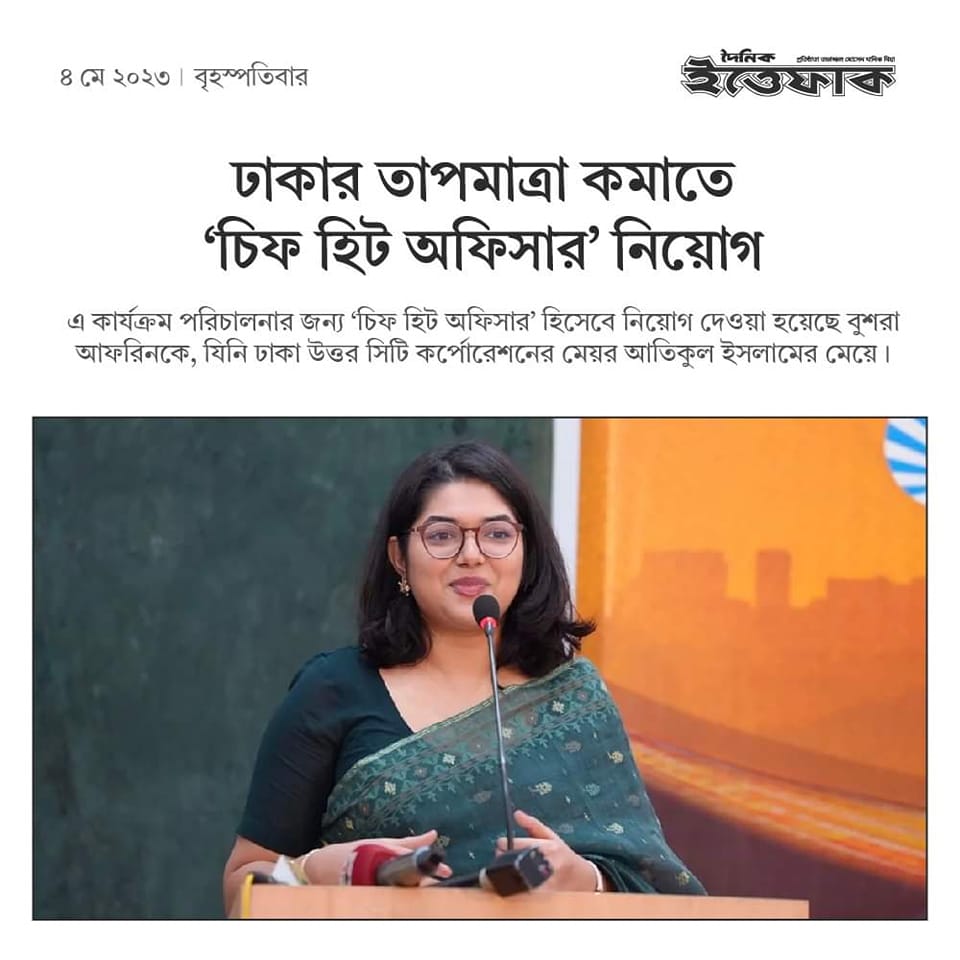 ৪ মে ২০২৩ | বৃহস্পতিবার
দৈনিক
প্রতিষ্ঠাতা তফাজ্জল হোসেন মানিক মিয়া
ইত্তেফাক
ঢাকার তাপমাত্রা কমাতে
‘চিফ হিট অফিসার’ নিয়োগ
এ কার্যক্রম পরিচালনার জন্য ‘চিফ হিট অফিসার’ হিসেবে নিয়োগ দেওয়া হয়েছে বুশরা
আফরিনকে, যিনি ঢাকা উত্তর সিটি কর্পোরেশনের মেয়র আতিকুল ইসলামের মেয়ে।